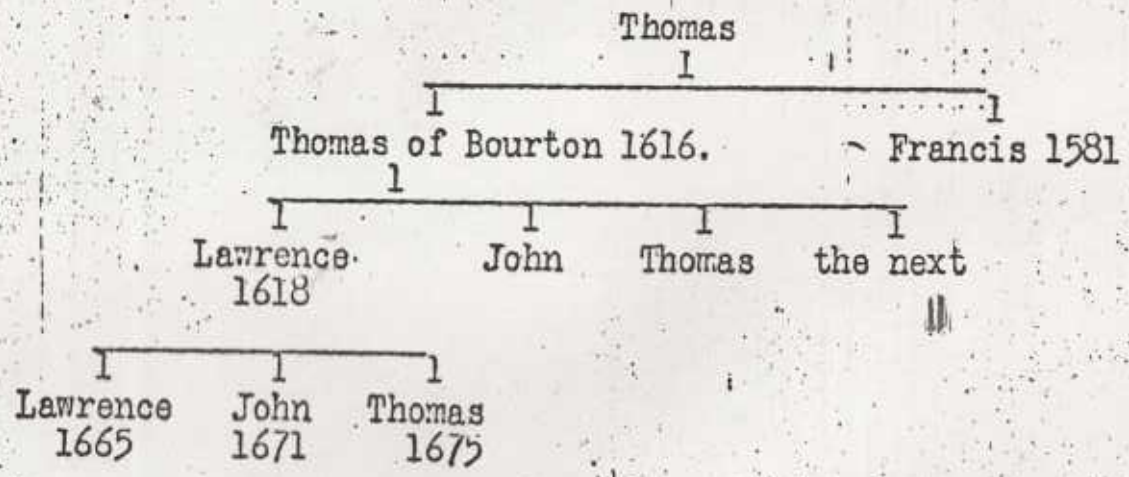 Thomas
Thomas of Bourton 1616. Francis 1581
Lawrence John Thomas the next
1618
Lawrence John Thomas
1665 1671 1675